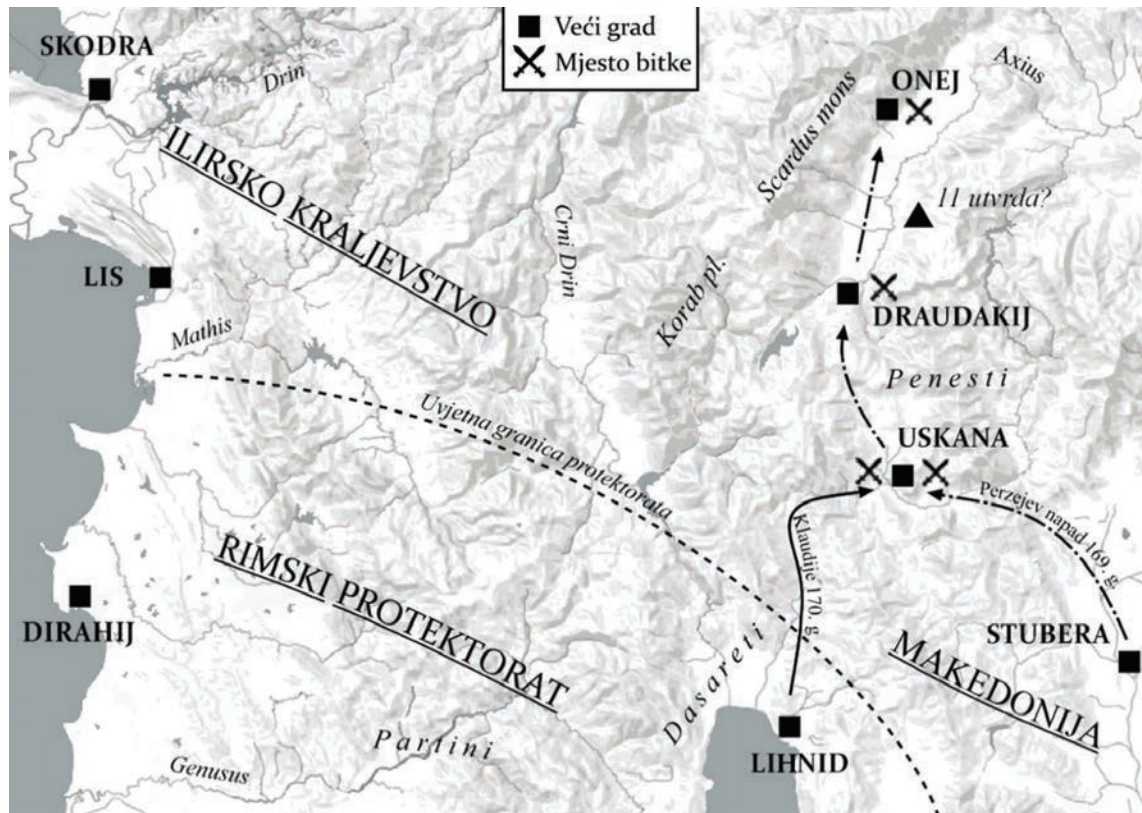 Veći grad
Mjesto bitke
SKODRA
Drin
ILIRSKO KRALJEVSTVO
Scardus mons
ONEJ
Axius
11 utvrda?
Crni Drin
LIS
Korab pl.
DRAUDAKIJ
Mathis
Penesti
Uvjetna granica protektorata
USKANA
Perzejev napad 169. g.
Klaudije 170. g.
RIMSKI PROTEKTORAT
DIRAHIJ
Dasareti
MAKEDONIJA
STUBERA
Partini
LIHNID
Genusus